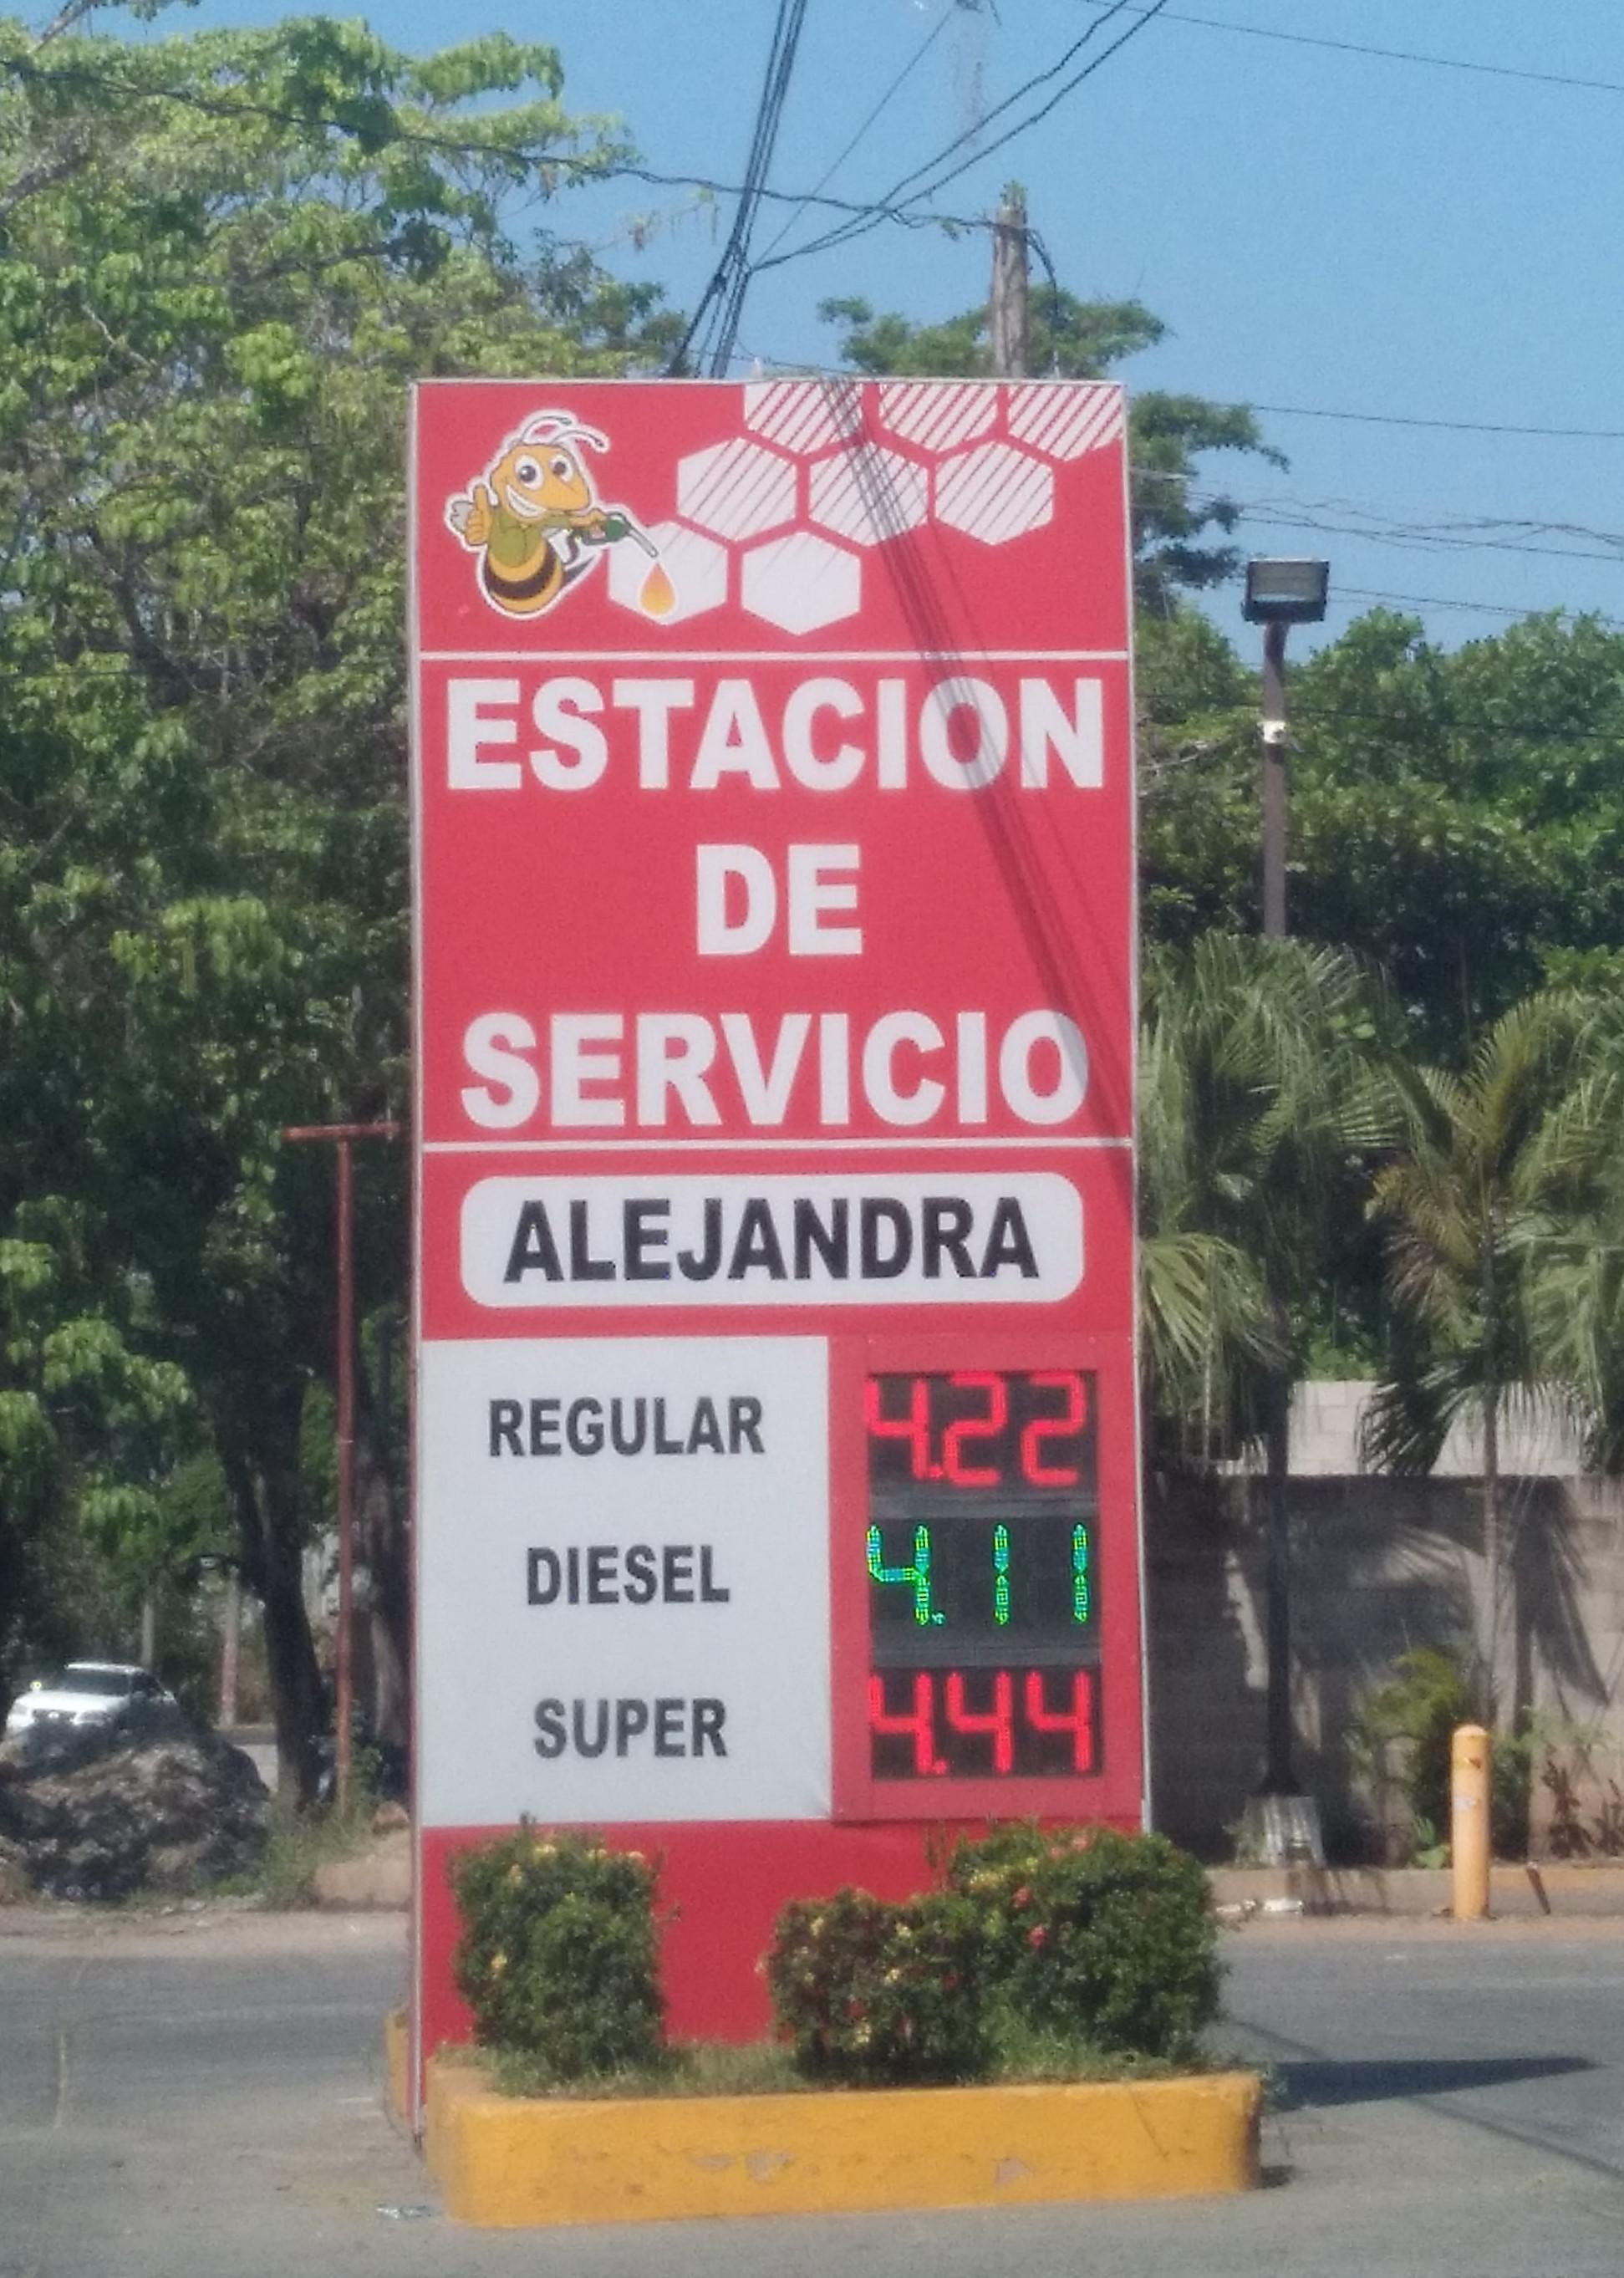 ESTACION
DE
SERVICIO
ALEJANDRA
REGULAR 4.22
DIESEL 4.11
SUPER 4.44